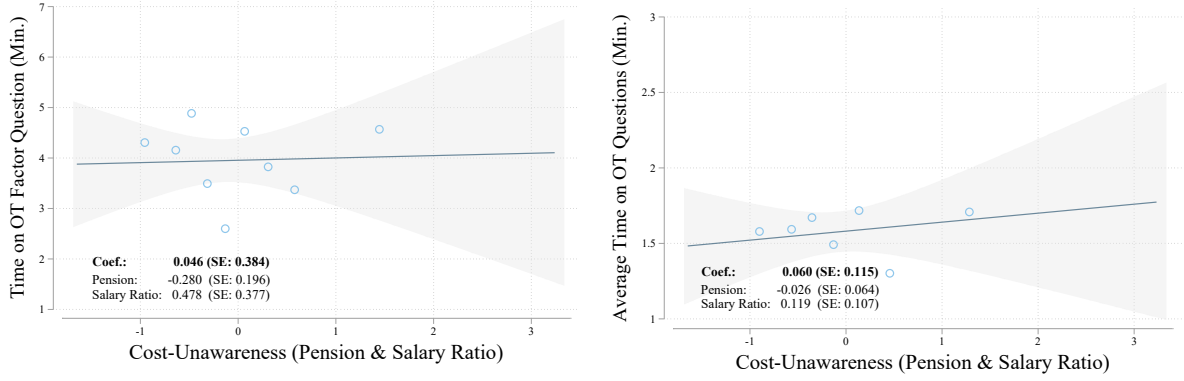 Time on OT Factor Question (Min.)
7
6
5
4
3
2
1
Coef.: 0.046 (SE: 0.384)
Pension: -0.280 (SE: 0.196)
Salary Ratio: 0.478 (SE: 0.377)
-1 0 1 2 3
Cost-Unawareness (Pension & Salary Ratio)
Average Time on OT Questions (Min.)
3
2.5
2
1.5
1
Coef.: 0.060 (SE: 0.115)
Pension: -0.026 (SE: 0.064)
Salary Ratio: 0.119 (SE: 0.107)
-1 0 1 2 3
Cost-Unawareness (Pension & Salary Ratio)